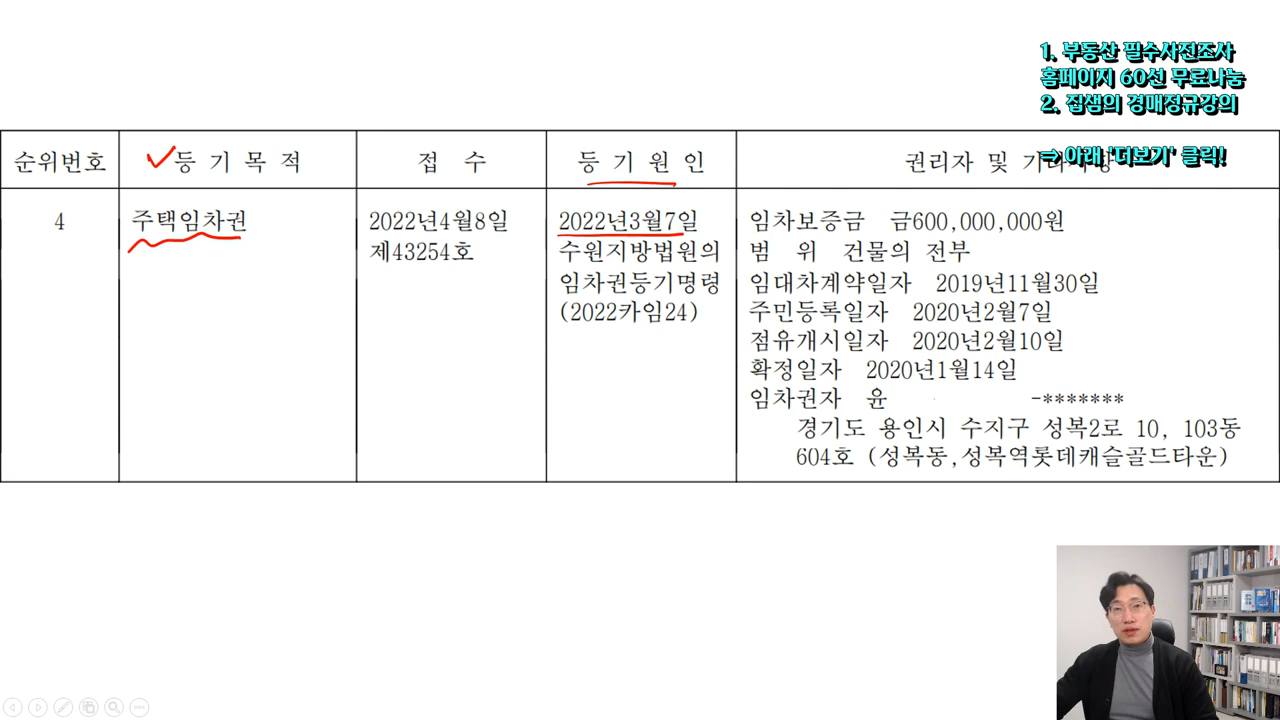 1. 부동산 필수사전조사
홈페이지 60선 무료나눔
2. 집샘의 경매정규강의
⇒ 아래 '더보기' 클릭!
순위번호 등 기 목 적 접 수 등 기 원 인 권리자 및 기타사항
4 주택임차권 2022년4월8일 2022년3월7일 임차보증금 금600,000,000원
제43254호 수원지방법원의 범 위 건물의 전부
임차권등기명령 임대차계약일자 2019년11월30일
(2022카임24) 주민등록일자 2020년2월7일
점유개시일자 2020년2월10일
확정일자 2020년1월14일
임차권자 윤 -*******
경기도 용인시 수지구 성복2로 10, 103동
604호 (성복동,성복역롯데캐슬골드타운)